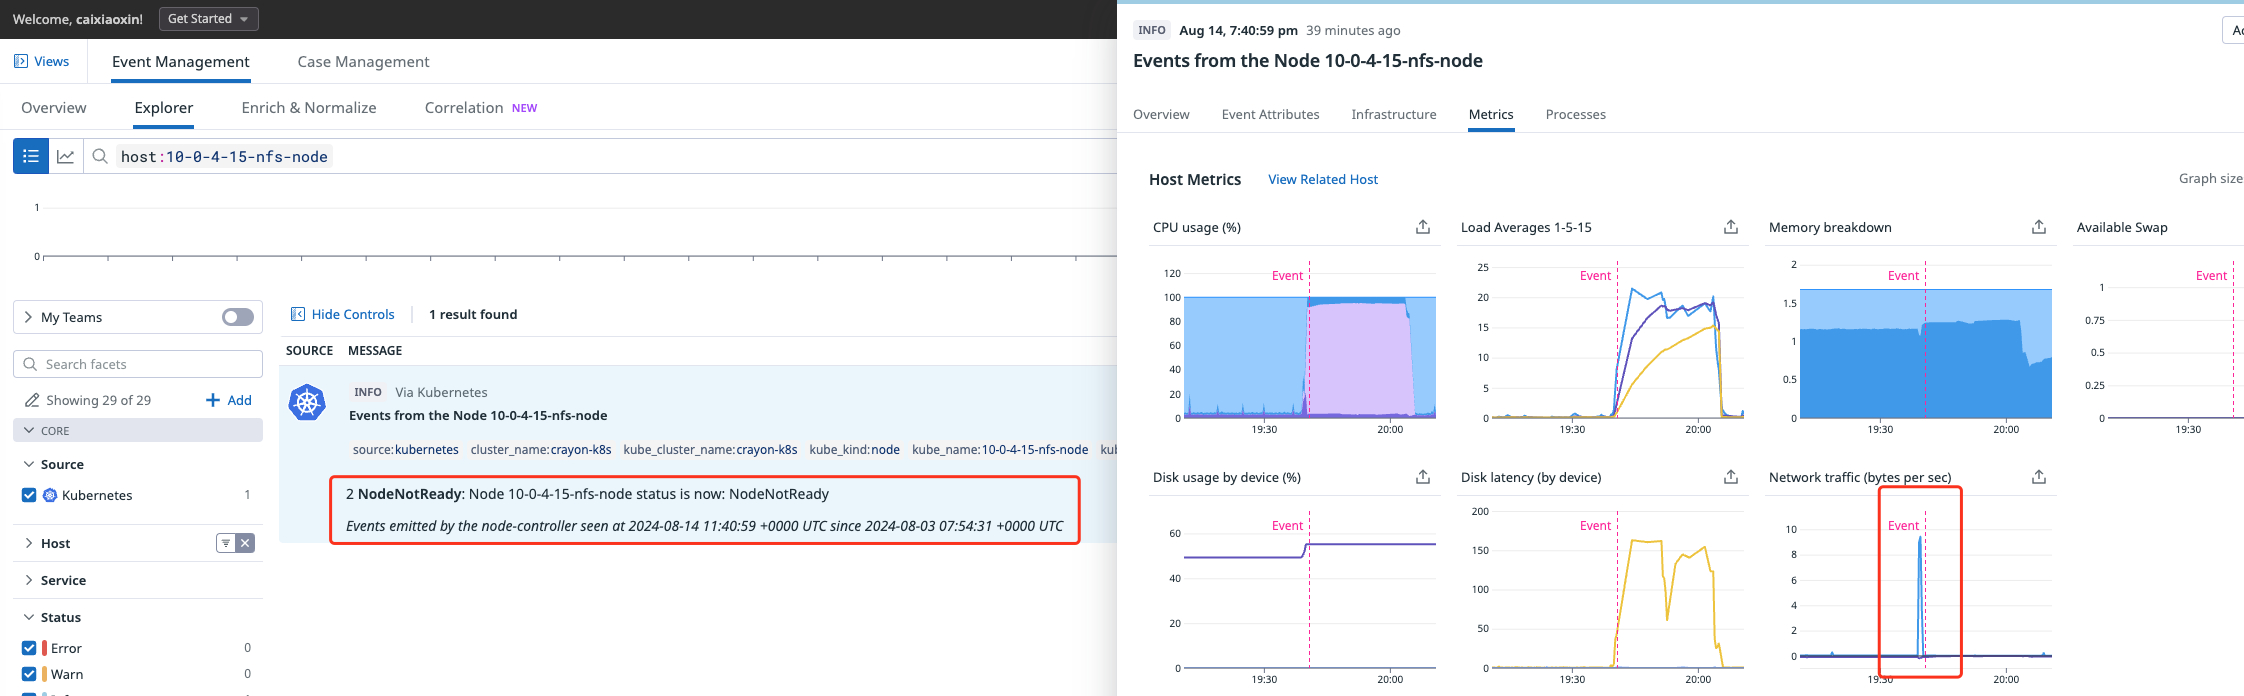 Welcome, caixiaoxin!
Get Started
Views
Event Management
Case Management
Overview
Explorer
Enrich & Normalize
Correlation NEW
host:10-0-4-15-nfs-node
1
0
My Teams
Search facets
Showing 29 of 29
Add
CORE
Source
Kubernetes 1
Host
Service
Status
Error 0
Warn 0
Hide Controls
1 result found
SOURCE MESSAGE
INFO Via Kubernetes
Events from the Node 10-0-4-15-nfs-node
source:kubernetes cluster_name:crayon-k8s kube_cluster_name:crayon-k8s kube_kind:node kube_name:10-0-4-15-nfs-node
2 NodeNotReady: Node 10-0-4-15-nfs-node status is now: NodeNotReady
Events emitted by the node-controller seen at 2024-08-14 11:40:59 +0000 UTC since 2024-08-03 07:54:31 +0000 UTC
INFO Aug 14, 7:40:59 pm 39 minutes ago
Events from the Node 10-0-4-15-nfs-node
Overview
Event Attributes
Infrastructure
Metrics
Processes
Host Metrics
View Related Host
Graph size
CPU usage (%)
Event
120
100
80
60
40
20
0
19:30 20:00
Load Averages 1-5-15
Event
25
20
15
10
5
0
19:30 20:00
Memory breakdown
Event
2
1.5
1
0.5
0
19:30 20:00
Available Swap
Event
1
0.75
0.5
0.25
0
19:30
Disk usage by device (%)
Event
60
40
20
0
19:30 20:00
Disk latency (by device)
Event
200
150
100
50
0
19:30 20:00
Network traffic (bytes per sec)
Event
10
8
6
4
2
0
19:30 20:00